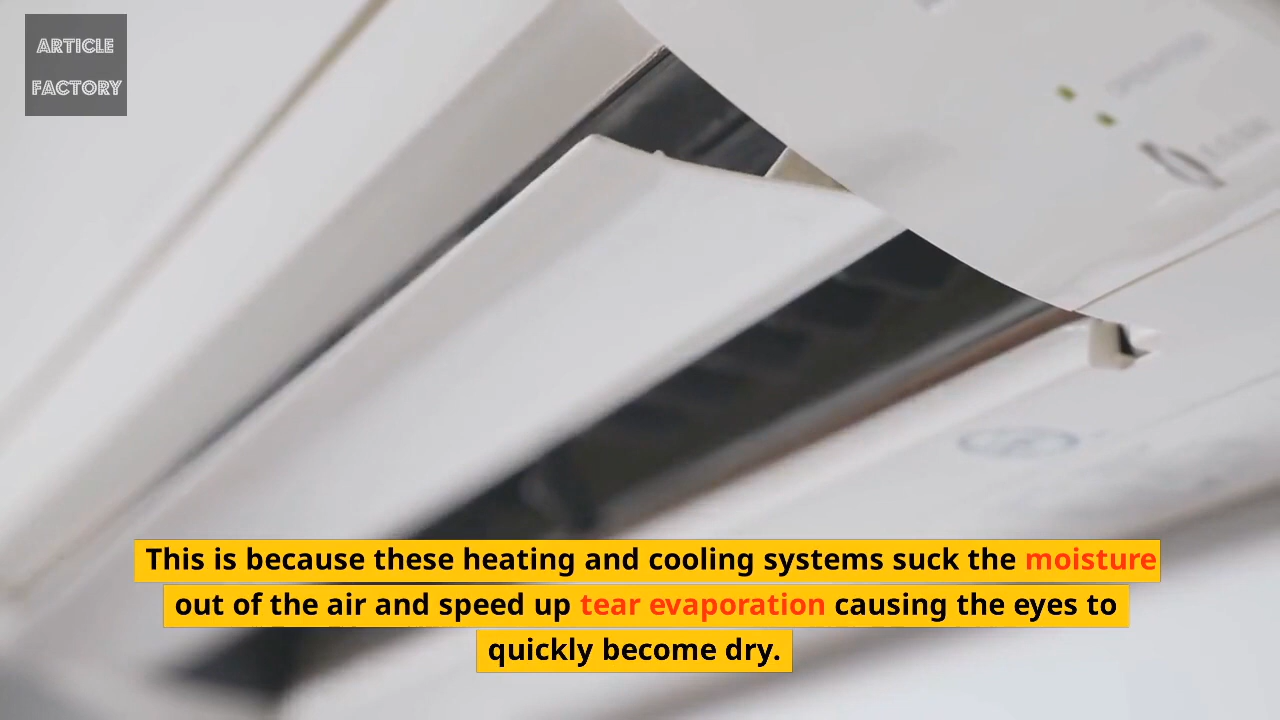 ARTICLE
FACTORY
This is because these heating and cooling systems suck the moisture
out of the air and speed up tear evaporation causing the eyes to
quickly become dry.